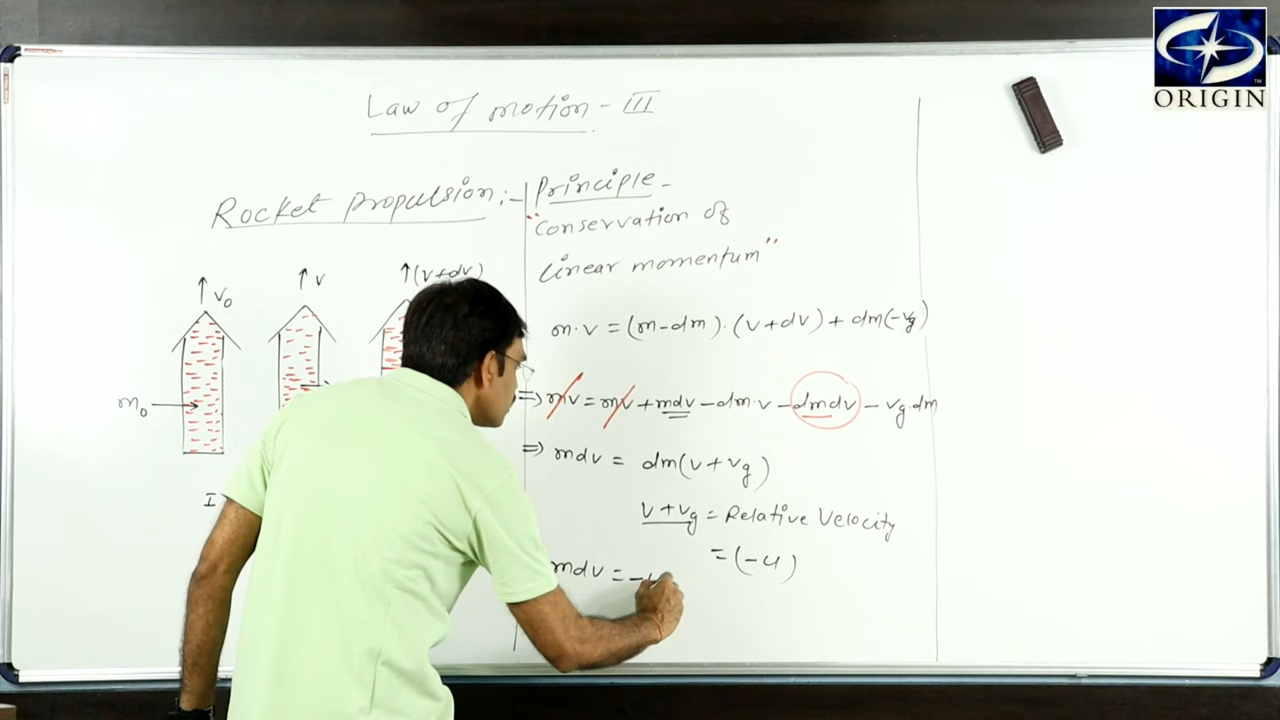 ORIGIN
Law of motion - III
Rocket propulsion :-
↑ v₀
↑ v
↑ (v+dv)
m₀
I
Principle -
"Conservation of
linear momentum"
m·v = (m-dm)·(v+dv) + dm(-vg)
⇒ mv = mv + mdv - dm·v - dmdv - vg·dm
⇒ mdv = dm(v+vg)
v+vg = Relative Velocity
= (-u)
mdv = -u